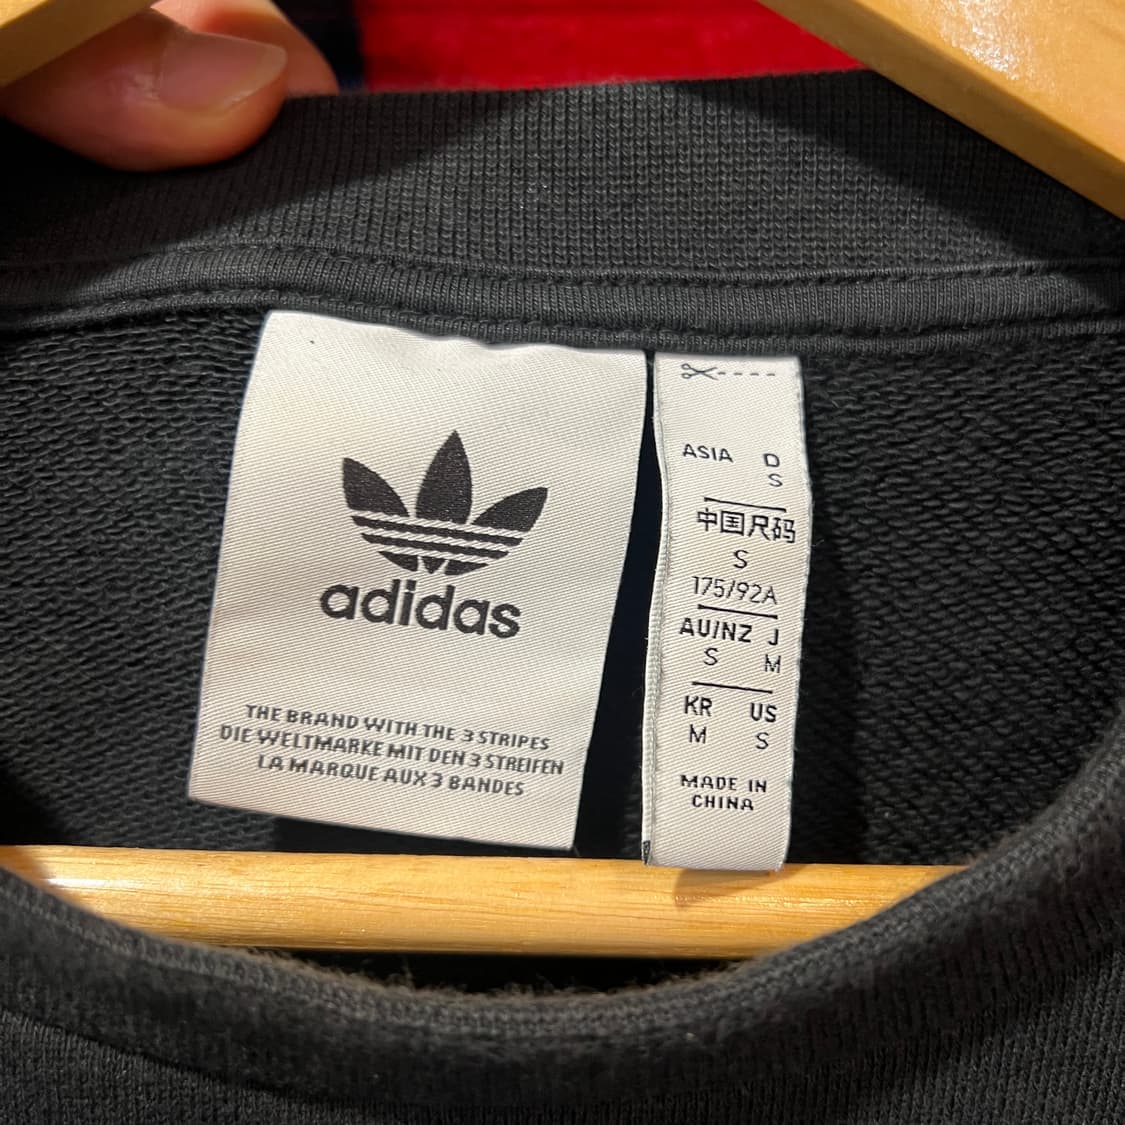 adidas
THE BRAND WITH THE 3 STRIPES
DIE WELTMARKE MIT DEN 3 STREIFEN
LA MARQUE AUX 3 BANDES
ASIA D
S
中国尺码
S
175/92A
AU/NZ J
S M
KR US
M S
MADE IN
CHINA